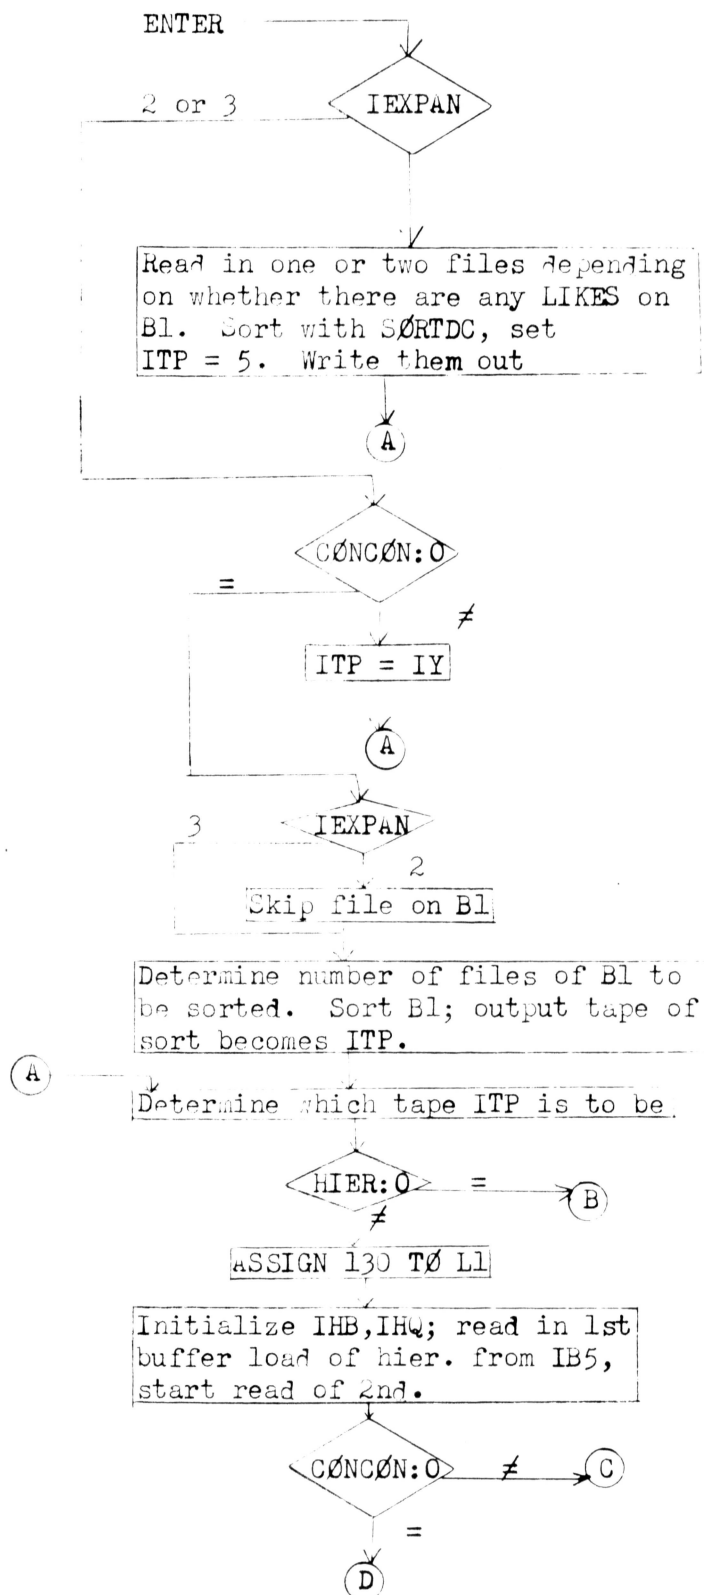 ENTER
IEXPAN
2 or 3
Read in one or two files depending
on whether there are any LIKES on
B1. Sort with SØRTDC, set
ITP = 5. Write them out
A
CØNCØN:0
=
≠
ITP = IY
A
IEXPAN
3
2
Skip file on B1
Determine number of files of B1 to
be sorted. Sort B1; output tape of
sort becomes ITP.
A
Determine which tape ITP is to be
HIER:0
=
B
≠
ASSIGN 130 TØ L1
Initialize IHB,IHQ; read in 1st
buffer load of hier. from IB5,
start read of 2nd.
CØNCØN:0
≠
C
=
D